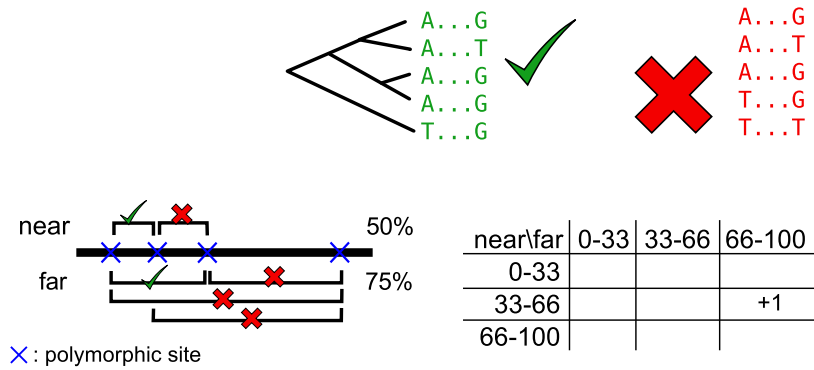 A...G
A...T
A...G
A...G
T...G
A...G
A...T
A...G
T...G
T...T
near
50%
far
75%
: polymorphic site
near\far 0-33 33-66 66-100
0-33
33-66 +1
66-100